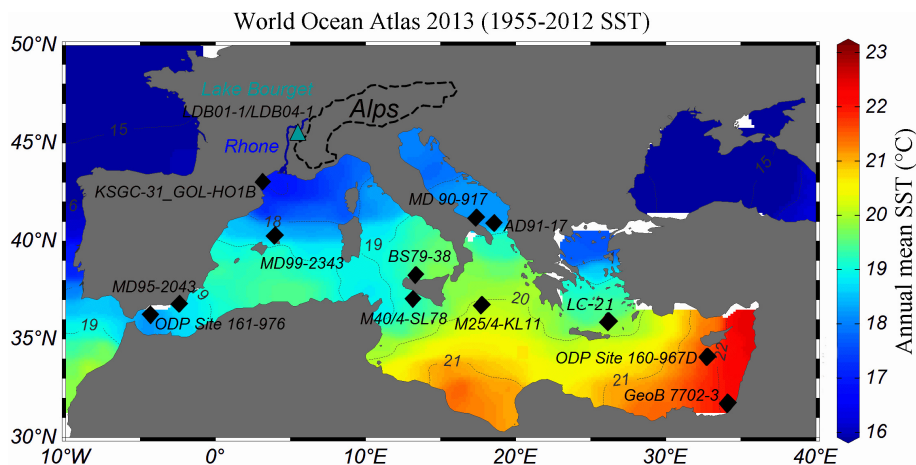 World Ocean Atlas 2013 (1955-2012 SST)
50°N
45°N
40°N
35°N
30°N
10°W
0°
10°E
20°E
30°E
40°E
Lake Bourget
LDB01-1/LDB04-1
Alps
Rhone
KSGC-31_GOL-HO1B
MD 90-917
AD91-17
MD99-2343
BS79-38
MD95-2043
ODP Site 161-976
M40/4-SL78
M25/4-KL11
LC-21
ODP Site 160-967D
GeoB 7702-3
15
15
6
18
19
9
19
20
21
21
22
23
22
21
20
19
18
17
16
Annual mean SST (°C)